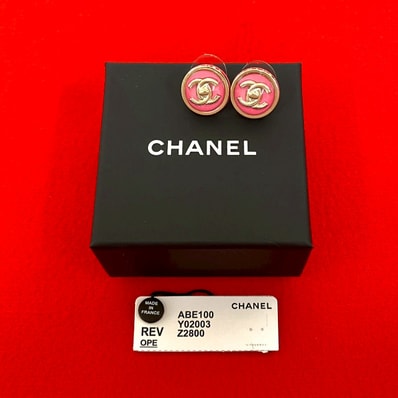 CHANEL
MADE
IN
FRANCE
REV
OPE
ABE100
Y02003
Z2800
CHANEL